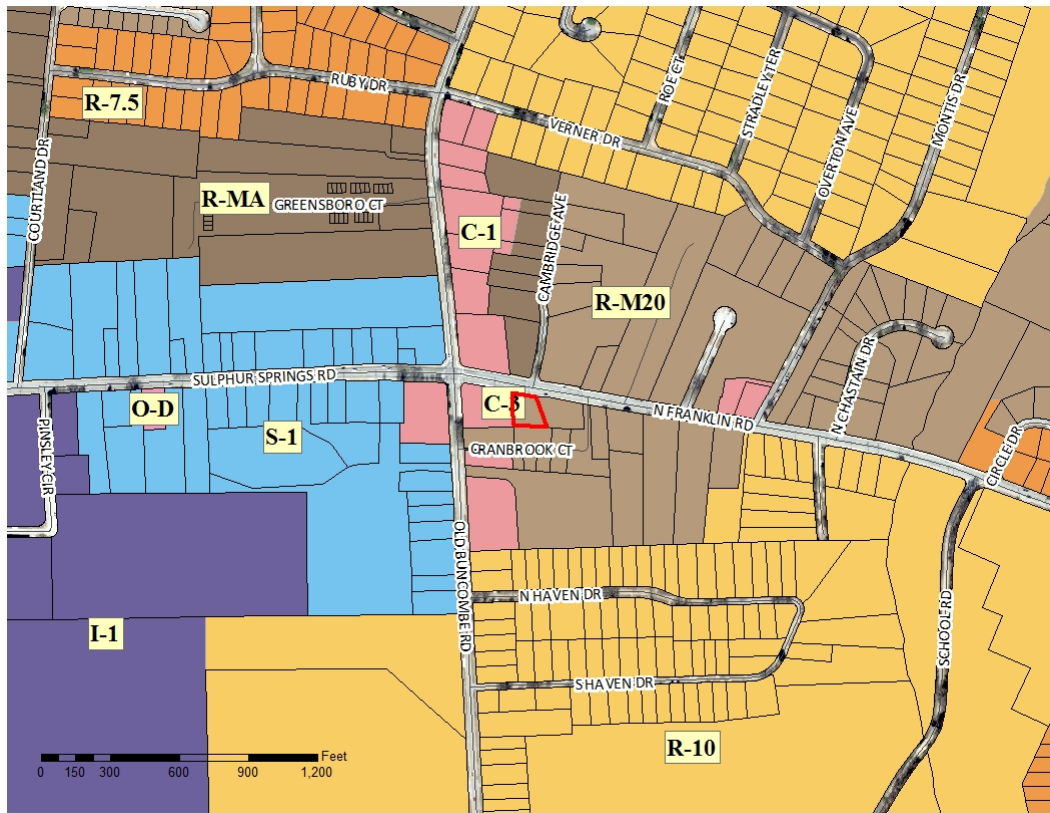 RUBY DR
R-7.5
ROE CT
STRADLEY TER
OVERTON AVE
MONTIS DR
VERNER DR
COURTLAND DR
R-MA
GREENSBORO CT
C-1
CAMBRIDGE AVE
R-M20
SULPHUR SPRINGS RD
N CHASTAIN DR
O-D
C-3
N FRANKLIN RD
PINSLEY CIR
S-1
CRANBROOK CT
CIRCLE DR
OLD BUNCOMBE RD
N HAVEN DR
I-1
SCHOOL RD
S HAVEN DR
R-10
Feet
0 150 300 600 900 1,200